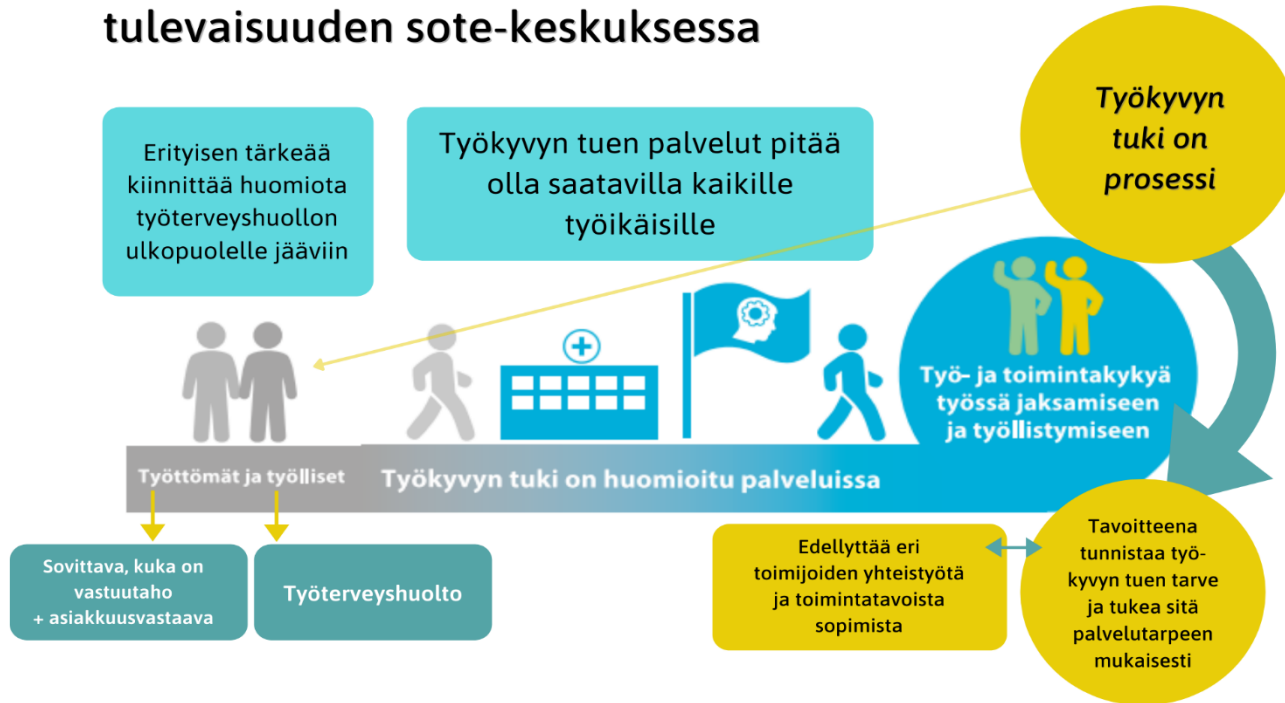 tulevaisuuden sote-keskuksessa
Erityisen tärkeää
kiinnittää huomiota
työterveyshuollon
ulkopuolelle jääviin
Työkyvyn tuen palvelut pitää
olla saatavilla kaikille
työikäisille
Työkyvyn
tuki on
prosessi
Työ- ja toimintakykyä
työssä jaksamiseen
ja työllistymiseen
Työttömät ja työlliset
Työkyvyn tuki on huomioitu palveluissa
Sovittava, kuka on
vastuutaho
+ asiakkuusvastaava
Työterveyshuolto
Edellyttää eri
toimijoiden yhteistyötä
ja toimintatavoista
sopimista
Tavoitteena
tunnistaa työ-
kyvyn tuen tarve
ja tukea sitä
palvelutarpeen
mukaisesti